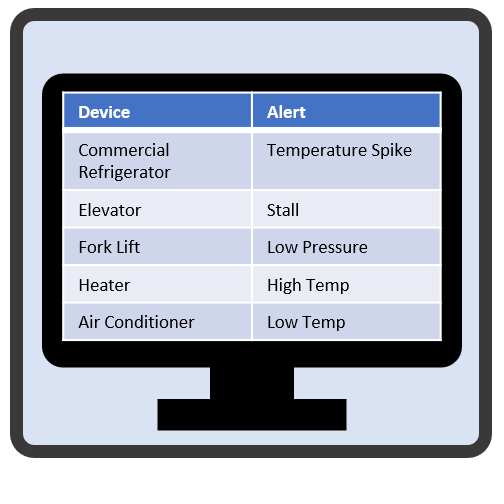 Device Alert
Commercial Temperature Spike
Refrigerator
Elevator Stall
Fork Lift Low Pressure
Heater High Temp
Air Conditioner Low Temp